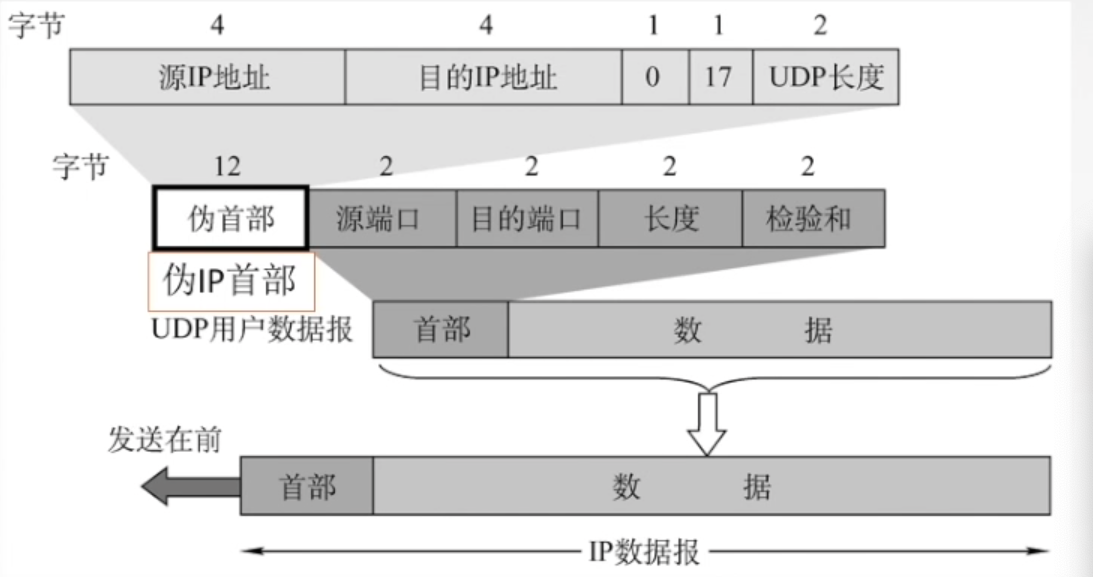 字节 4 4 1 1 2
源IP地址 目的IP地址 0 17 UDP长度
字节 12 2 2 2 2
伪首部 源端口 目的端口 长度 检验和
伪IP首部
UDP用户数据报 首部 数 据
发送在前
首部 数 据
IP数据报